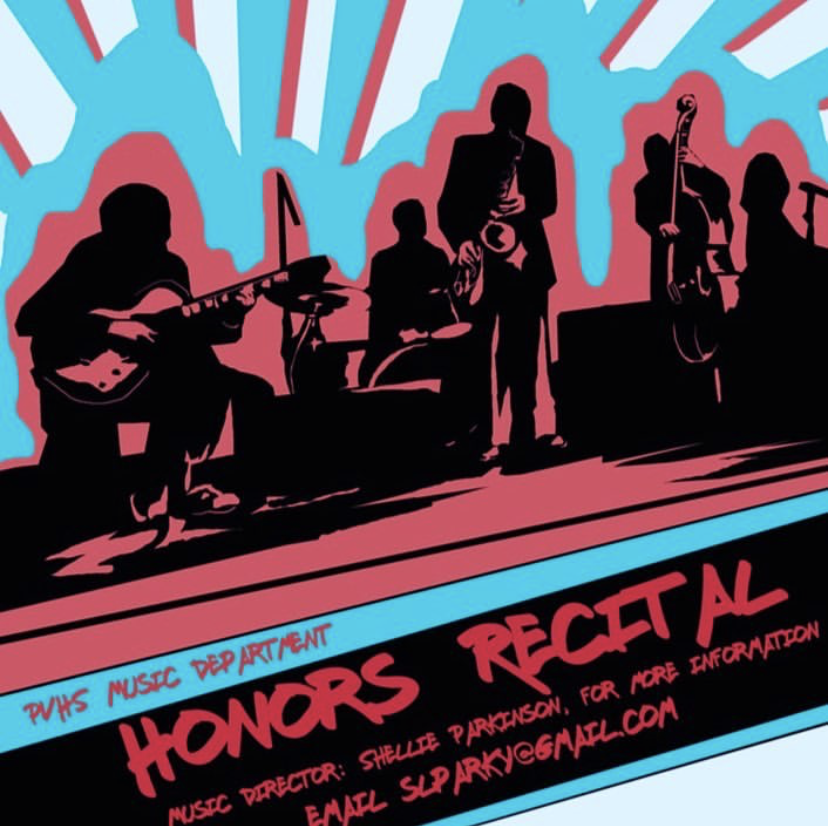 PVHS MUSIC DEPARTMENT
HONORS RECITAL
MUSIC DIRECTOR: SHELLIE PARKINSON, FOR MORE INFORMATION
EMAIL SLPARKY@GMAIL.COM